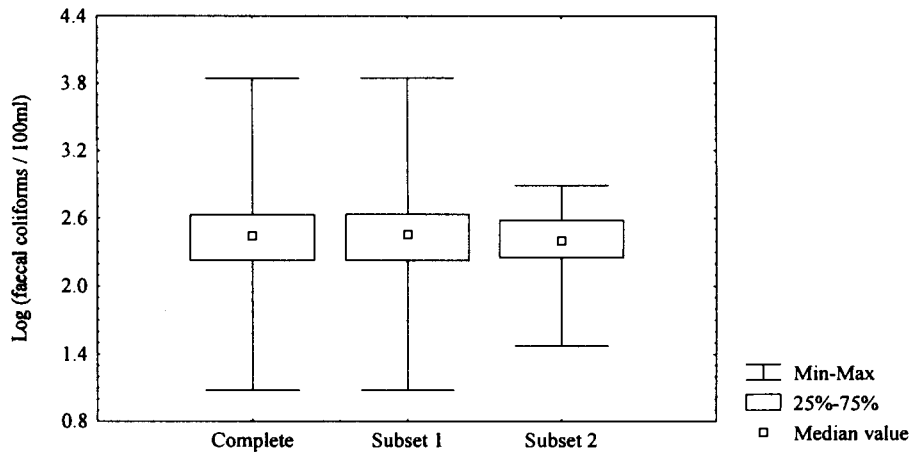 Log (faecal coliforms / 100ml)
4.4
3.8
3.2
2.6
2.0
1.4
0.8
Complete Subset 1 Subset 2
Min-Max
25%-75%
Median value